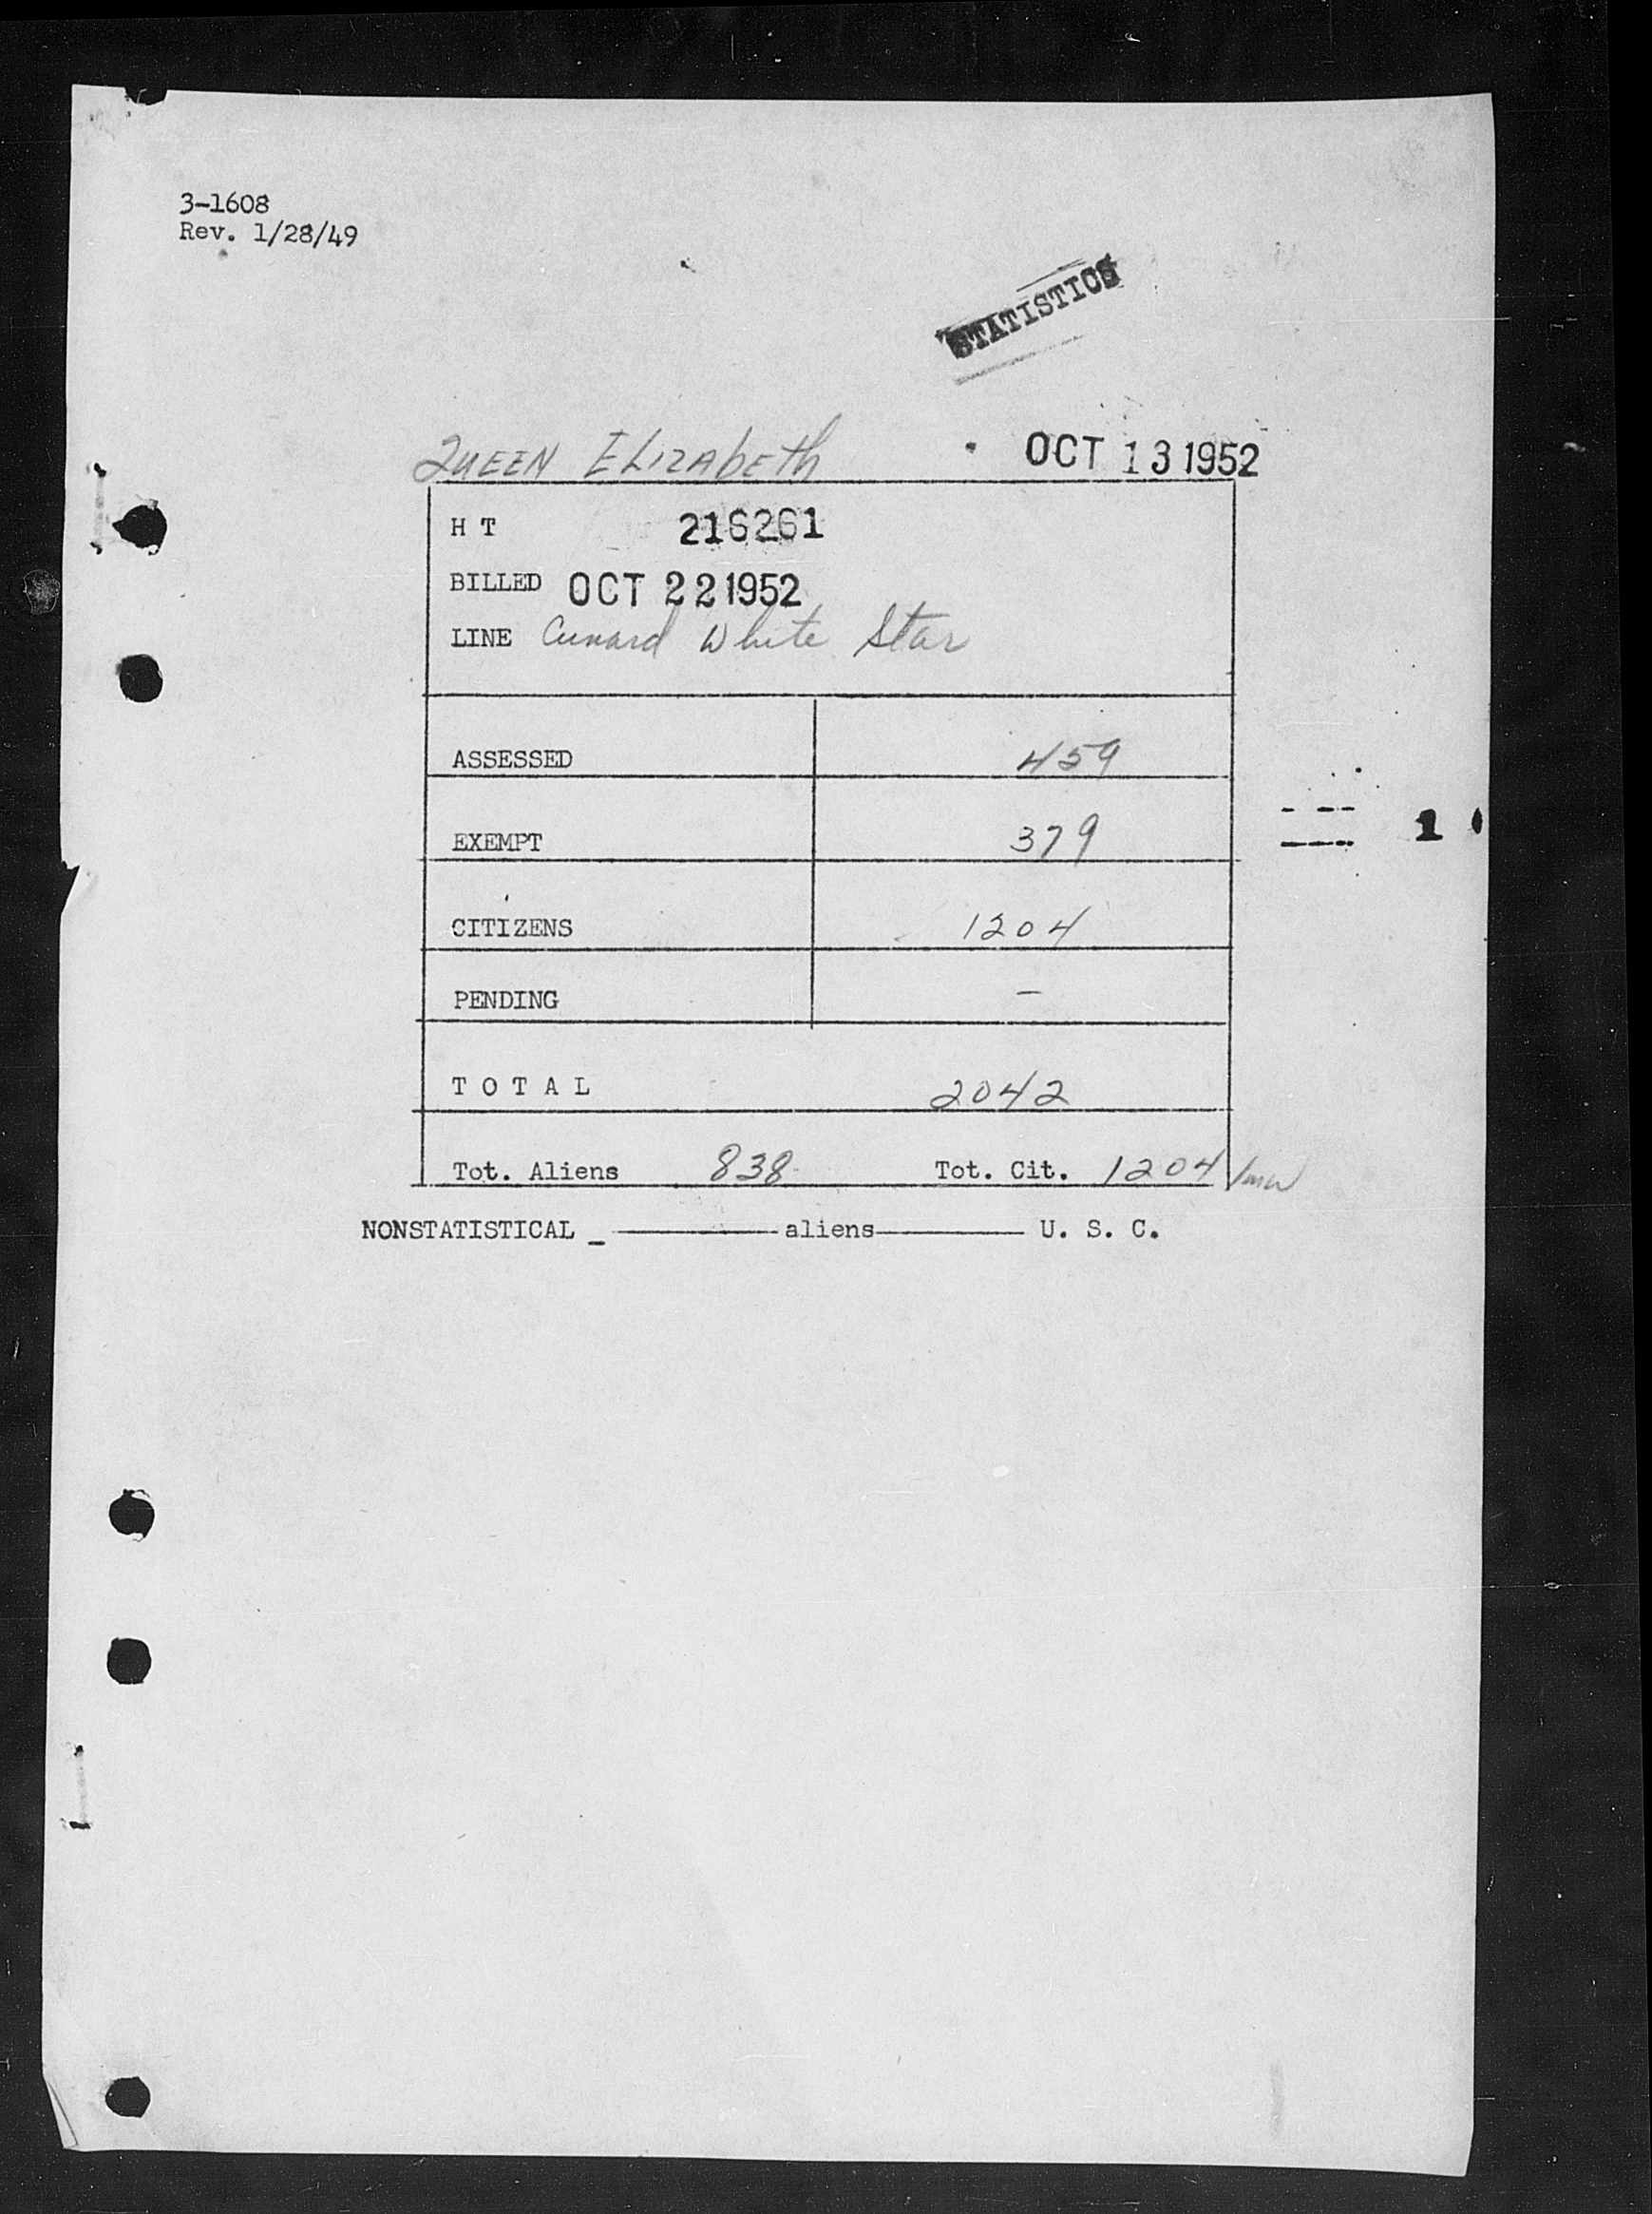 3-1608
Rev. 1/28/49
STATISTICS
QUEEN ELIZABETH OCT 13 1952
H T 216261
BILLED OCT 22 1952
LINE Cunard White Star
ASSESSED 459
EXEMPT 379
CITIZENS 1204
PENDING —
T O T A L 2042
Tot. Aliens 838 Tot. Cit. 1204
NONSTATISTICAL _ ———— aliens ———— U. S. C.
1